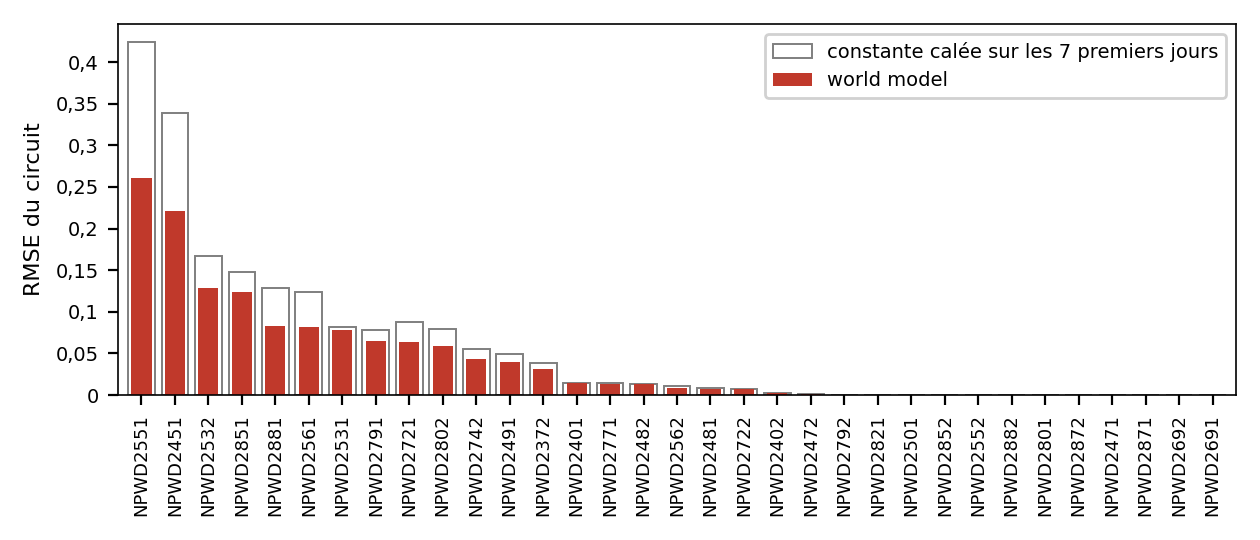 constante calée sur les 7 premiers jours
world model
RMSE du circuit
0,4
0,35
0,3
0,25
0,2
0,15
0,1
0,05
0
NPWD2551
NPWD2451
NPWD2532
NPWD2851
NPWD2881
NPWD2561
NPWD2531
NPWD2791
NPWD2721
NPWD2802
NPWD2742
NPWD2491
NPWD2372
NPWD2401
NPWD2771
NPWD2482
NPWD2562
NPWD2481
NPWD2722
NPWD2402
NPWD2472
NPWD2792
NPWD2821
NPWD2501
NPWD2852
NPWD2552
NPWD2882
NPWD2801
NPWD2872
NPWD2471
NPWD2871
NPWD2692
NPWD2691